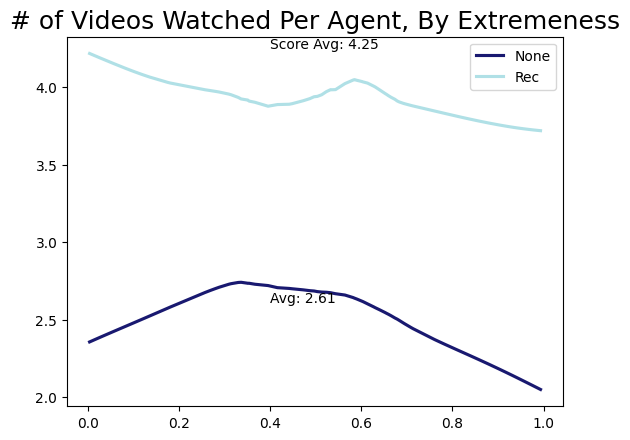 # of Videos Watched Per Agent, By Extremeness
Score Avg: 4.25
None
Rec
4.0
3.5
3.0
Avg: 2.61
2.5
2.0
0.0 0.2 0.4 0.6 0.8 1.0